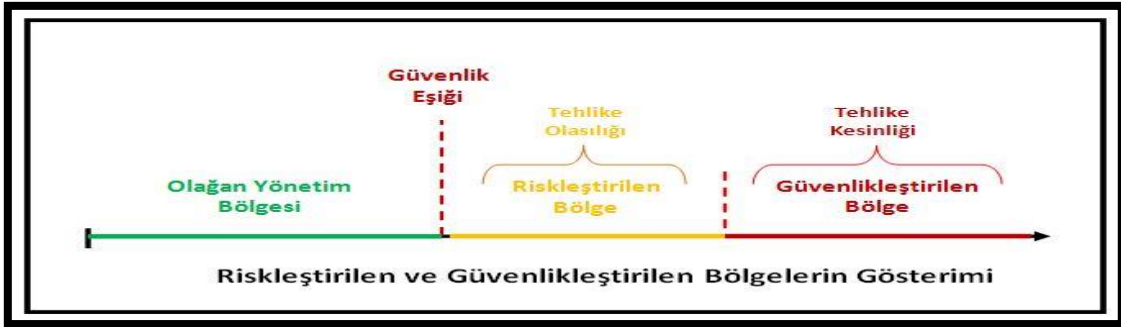 Güvenlik
Eşiği
Tehlike
Olasılığı
Tehlike
Kesinliği
Olağan Yönetim
Bölgesi
Riskleştirilen
Bölge
Güvenlikleştirilen
Bölge
Riskleştirilen ve Güvenlikleştirilen Bölgelerin Gösterimi